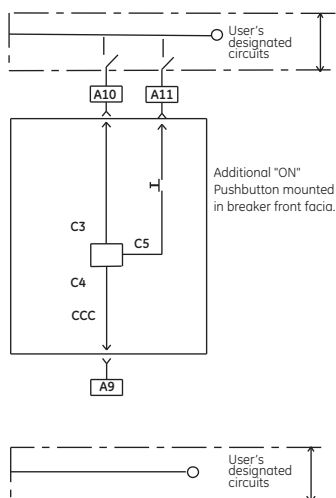 User's
designated
circuits
A10 A11
Additional "ON"
Pushbutton mounted
in breaker front facia.
C3
C5
C4
CCC
A9
User's
designated
circuits